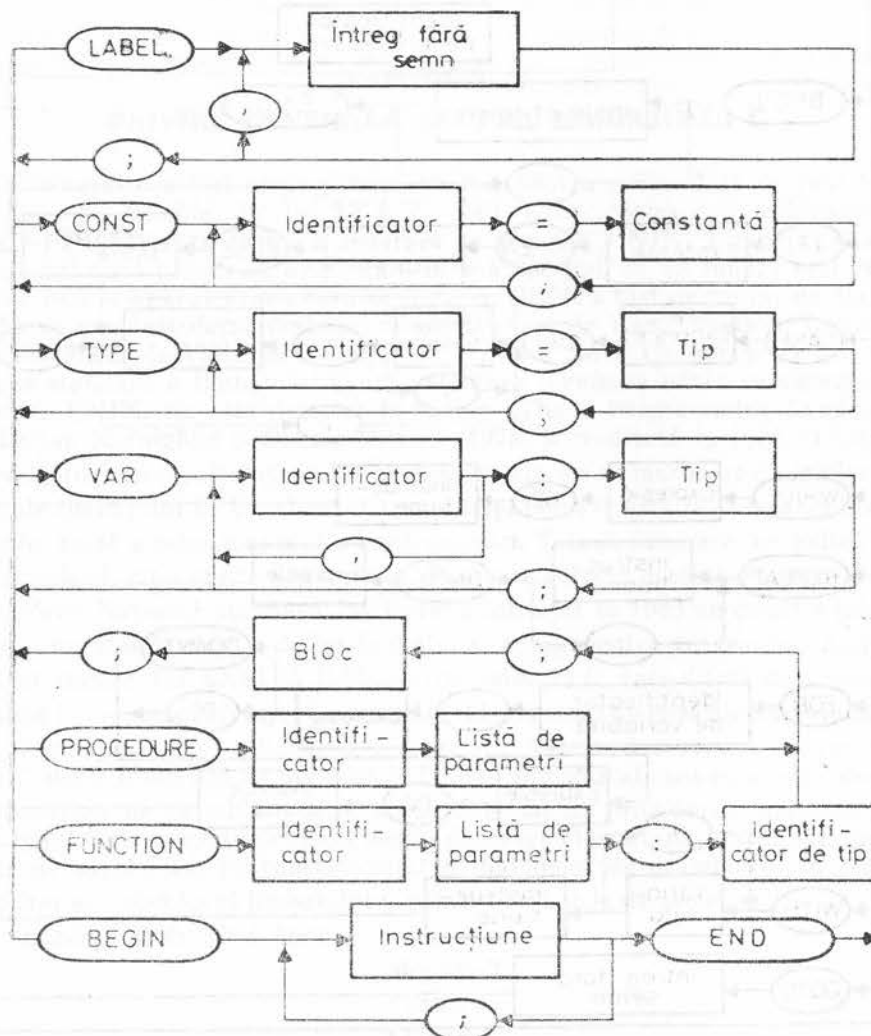 LABEL
Întreg fără
semn
,
;
CONST
Identificator
=
Constantă
;
TYPE
Identificator
=
Tip
;
VAR
Identificator
:
Tip
,
;
;
Bloc
;
PROCEDURE
Identifi-
cator
Listă de
parametri
FUNCTION
Identifi-
cator
Listă de
parametri
:
Identifi-
cator de tip
BEGIN
Instrucțiune
END
;